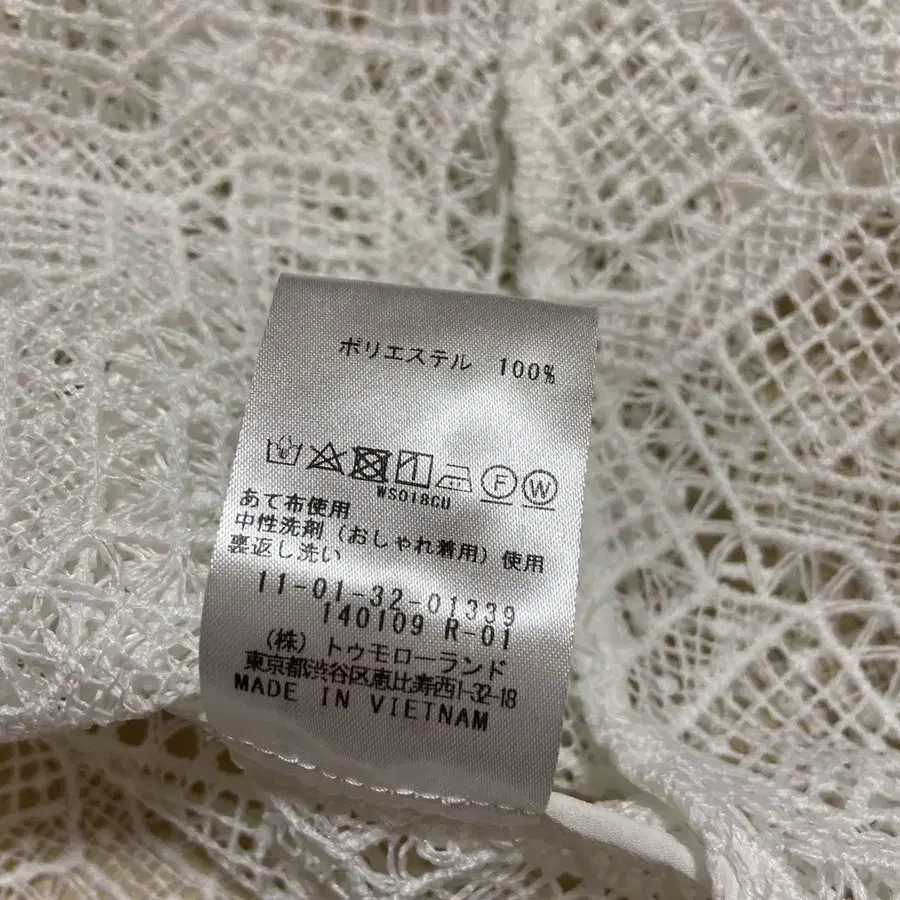 ポリエステル 100%
F W
WS018CU
あて布使用
中性洗剤(おしゃれ着用)使用
裏返し洗い
11-01-32-01339
140109 R-01
(株)トゥモローランド
東京都渋谷区恵比寿西1-32-18
MADE IN VIETNAM